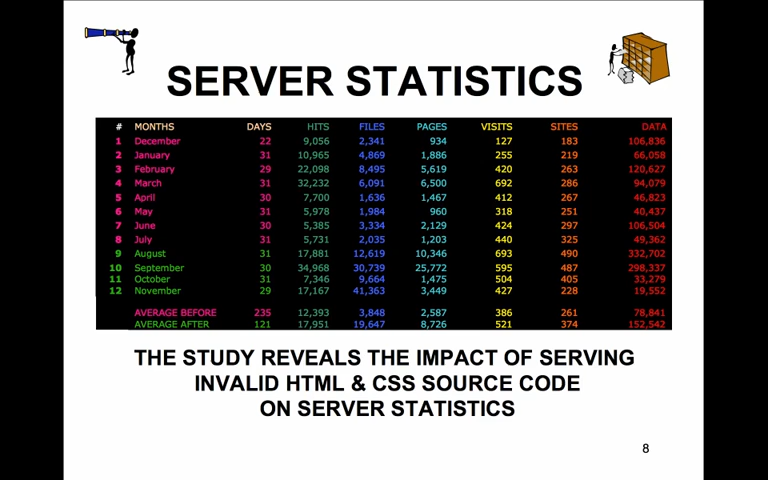 SERVER STATISTICS
# MONTHS DAYS HITS FILES PAGES VISITS SITES DATA
1 December 22 9,056 2,341 934 127 183 106,836
2 January 31 10,965 4,869 1,886 255 219 66,058
3 February 29 22,098 8,495 5,619 420 263 120,627
4 March 31 32,232 6,091 6,500 692 286 94,079
5 April 30 7,700 1,636 1,467 412 267 46,823
6 May 31 5,978 1,984 960 318 251 40,437
7 June 30 5,385 3,334 2,129 424 297 106,504
8 July 31 5,731 2,035 1,203 440 325 49,362
9 August 31 17,881 12,619 10,346 693 490 332,702
10 September 30 34,968 30,739 25,772 595 487 298,337
11 October 31 7,346 9,664 1,475 504 405 33,279
12 November 29 17,167 41,363 3,449 427 228 19,552
AVERAGE BEFORE 235 12,393 3,848 2,587 386 261 78,841
AVERAGE AFTER 121 17,951 19,647 8,726 521 374 152,542
THE STUDY REVEALS THE IMPACT OF SERVING
INVALID HTML & CSS SOURCE CODE
ON SERVER STATISTICS
8